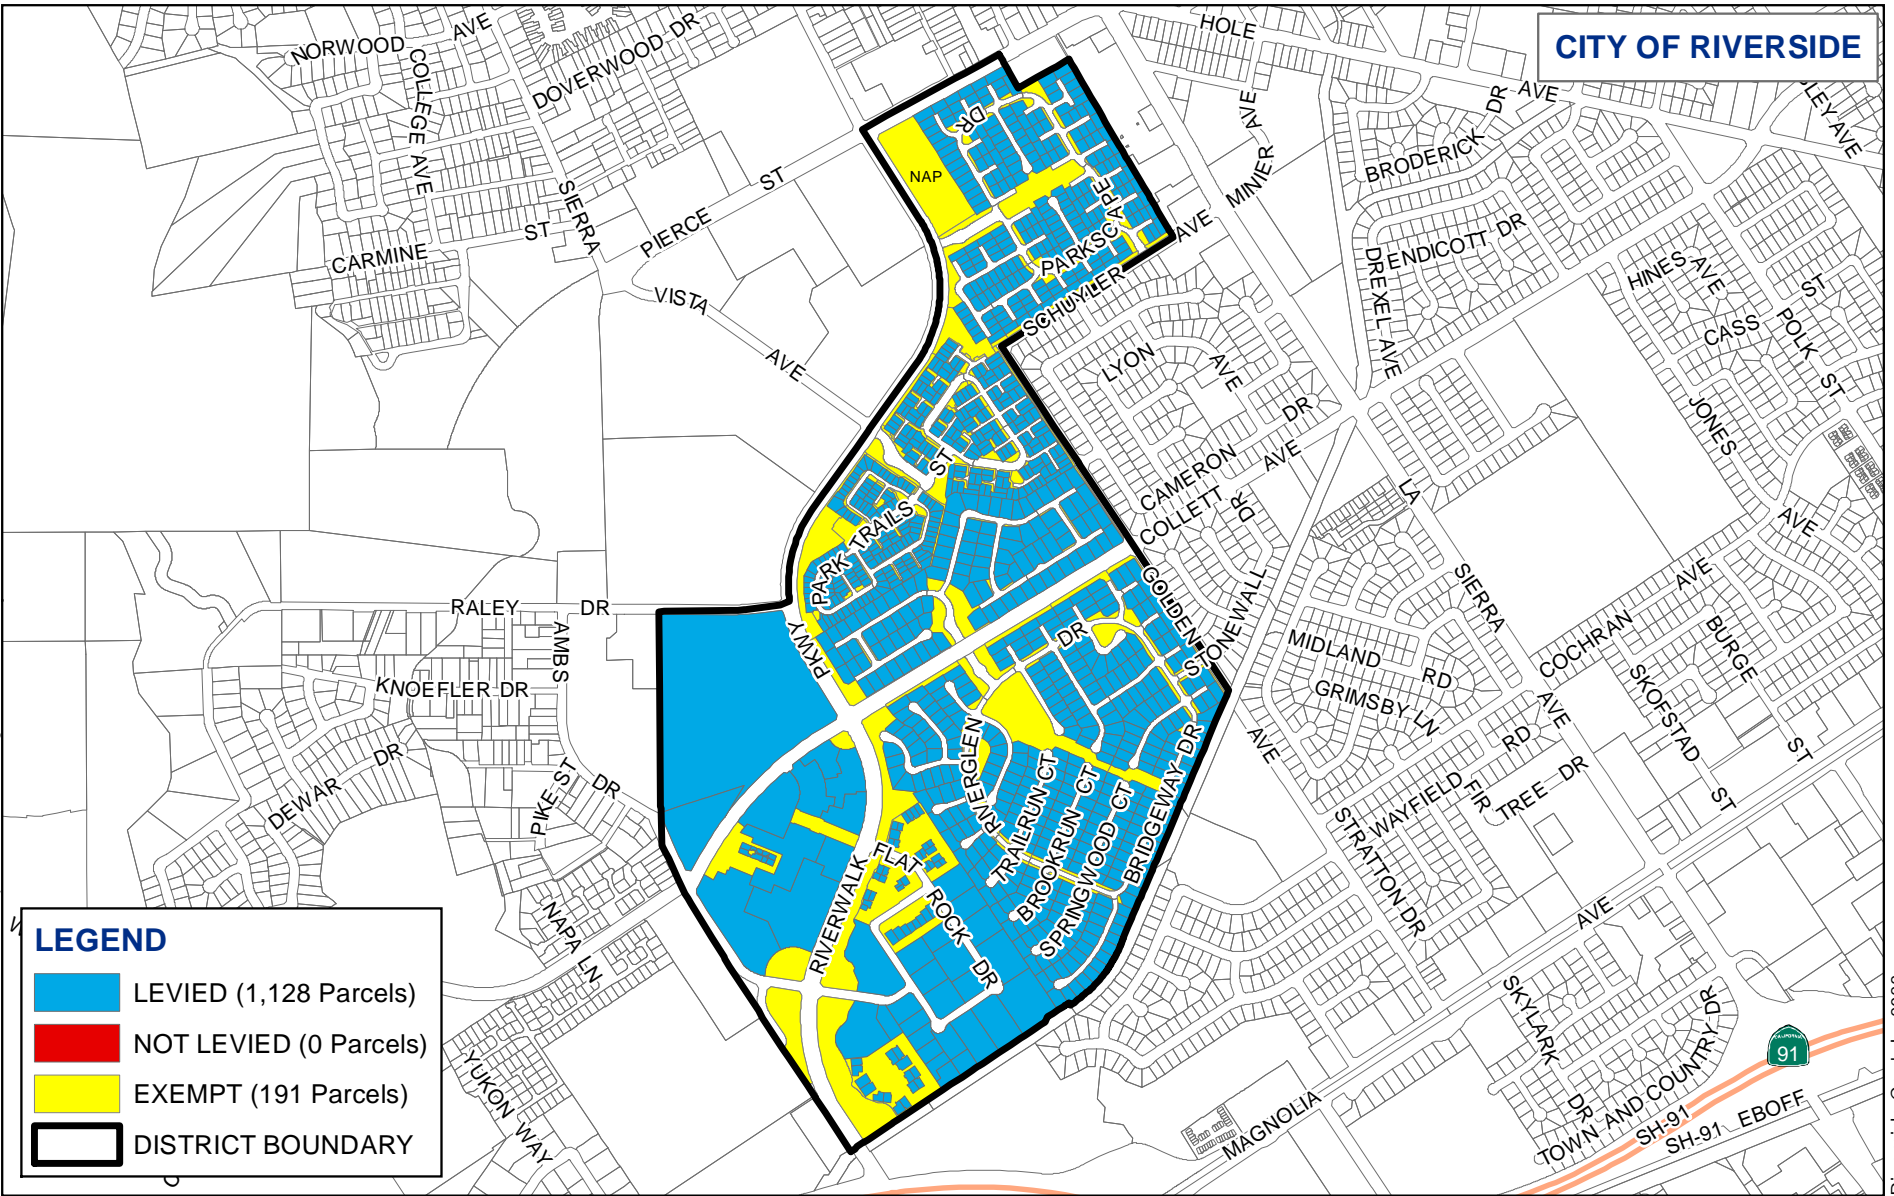 CITY OF RIVERSIDE
NORWOOD AVE
COLLEGE AVE
DOVERWOOD DR
HOLE AVE
MINIER AVE
BRODERICK DR
ENDICOTT DR
DREXEL AVE
HINES AVE
CASS ST
POLK ST
JONES AVE
CARMINE ST
SIERRA VISTA AVE
PIERCE ST
NAP
PARKSCAPE DR
SCHUYLER AVE
LYON AVE
CAMERON DR
COLLETT AVE
DR
LA SIERRA AVE
GOLDEN AVE
STONEWALL
MIDLAND RD
GRIMSBY LN
COCHRAN AVE
BURGE ST
SKOFSTAD ST
WAYFIELD RD
FIR TREE DR
STRATTON DR
PARK TRAILS ST
RALEY DR
AMBS DR
KNOEFLER DR
DEWAR DR
PIKE ST
NAPA LN
YUKON WAY
RIVERWALK PKWY
FLAT ROCK DR
RIVERGLEN DR
TRAILRUN CT
BROOKRUN CT
SPRINGWOOD CT
BRIDGEWAY DR
MAGNOLIA AVE
SKYLARK DR
TOWN AND COUNTRY DR
SH-91
SH-91
EBOFF
CALIFORNIA
91
LEGEND
LEVIED (1,128 Parcels)
NOT LEVIED (0 Parcels)
EXEMPT (191 Parcels)
DISTRICT BOUNDARY